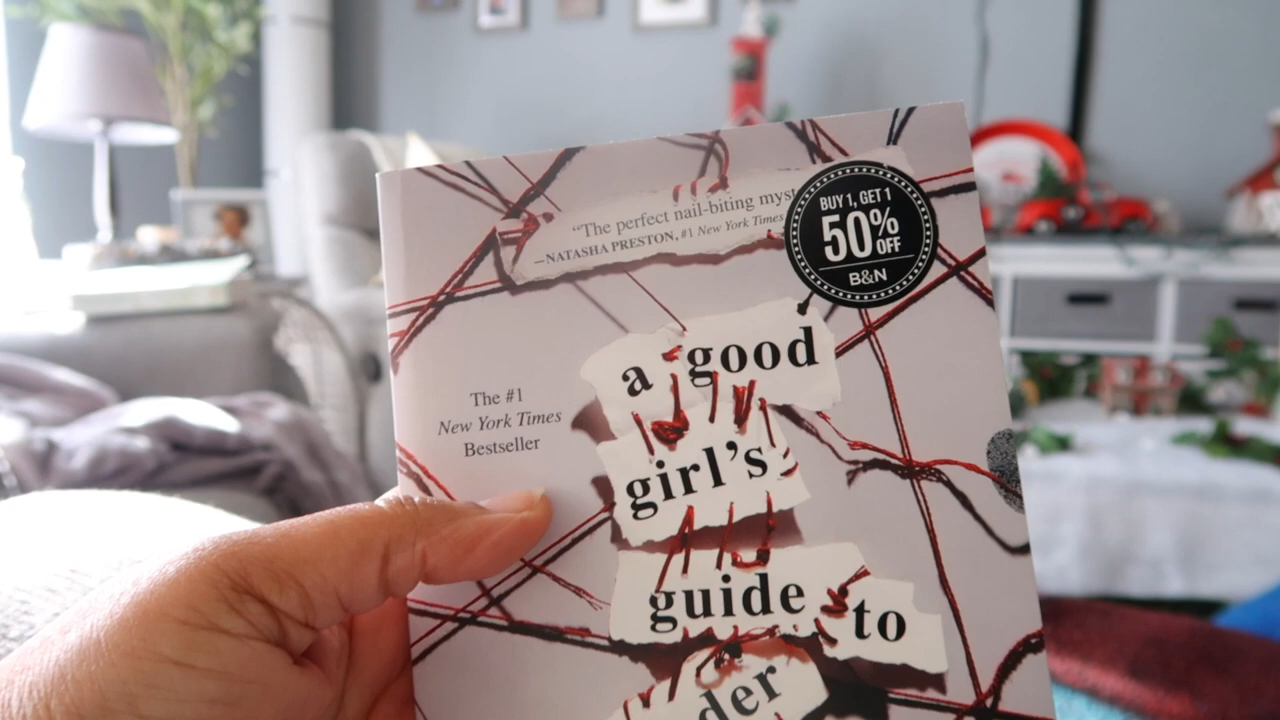 "The perfect nail-biting myst
—NATASHA PRESTON, #1 New York Times
BUY 1, GET 1
50%
OFF
B&N
a good
The #1
New York Times
Bestseller
girl's
guide
to
der